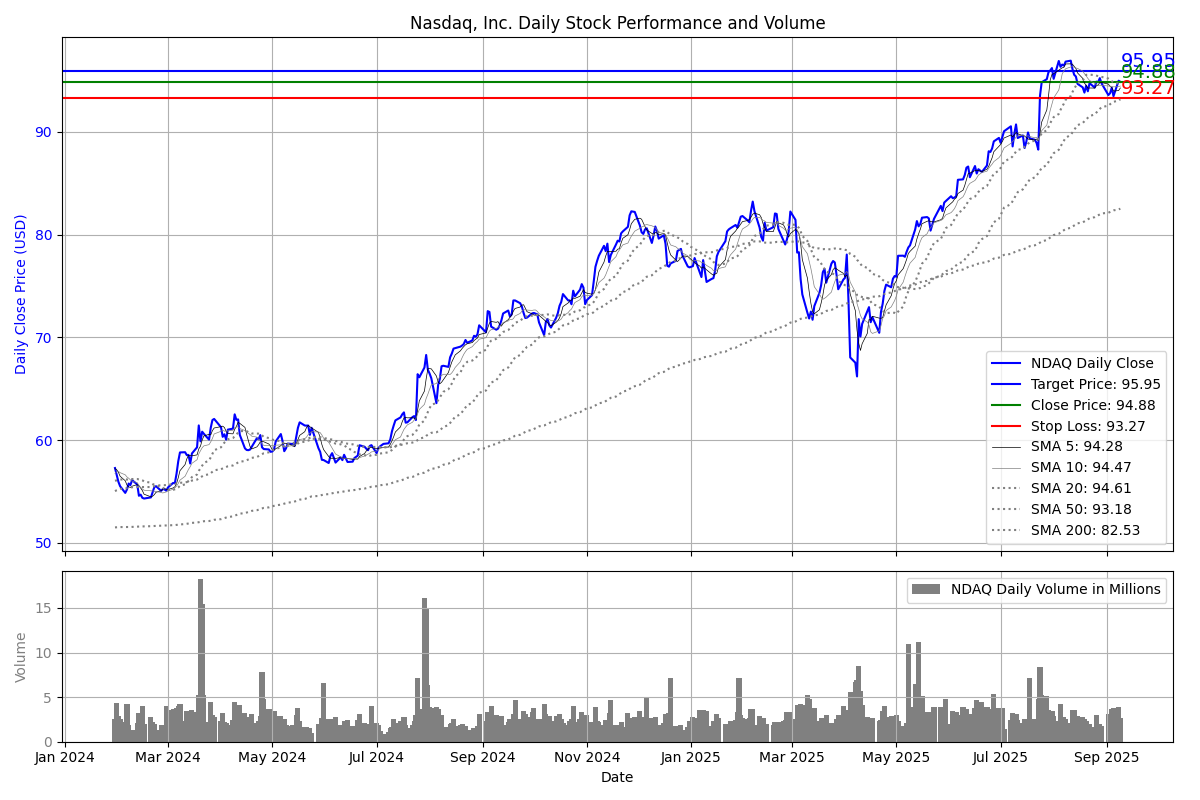 Nasdaq, Inc. Daily Stock Performance and Volume
Daily Close Price (USD)
90
80
70
60
50
95.95
94.88
93.27
NDAQ Daily Close
Target Price: 95.95
Close Price: 94.88
Stop Loss: 93.27
SMA 5: 94.28
SMA 10: 94.47
SMA 20: 94.61
SMA 50: 93.18
SMA 200: 82.53
Volume
15
10
5
0
NDAQ Daily Volume in Millions
Jan 2024 Mar 2024 May 2024 Jul 2024 Sep 2024 Nov 2024 Jan 2025 Mar 2025 May 2025 Jul 2025 Sep 2025
Date